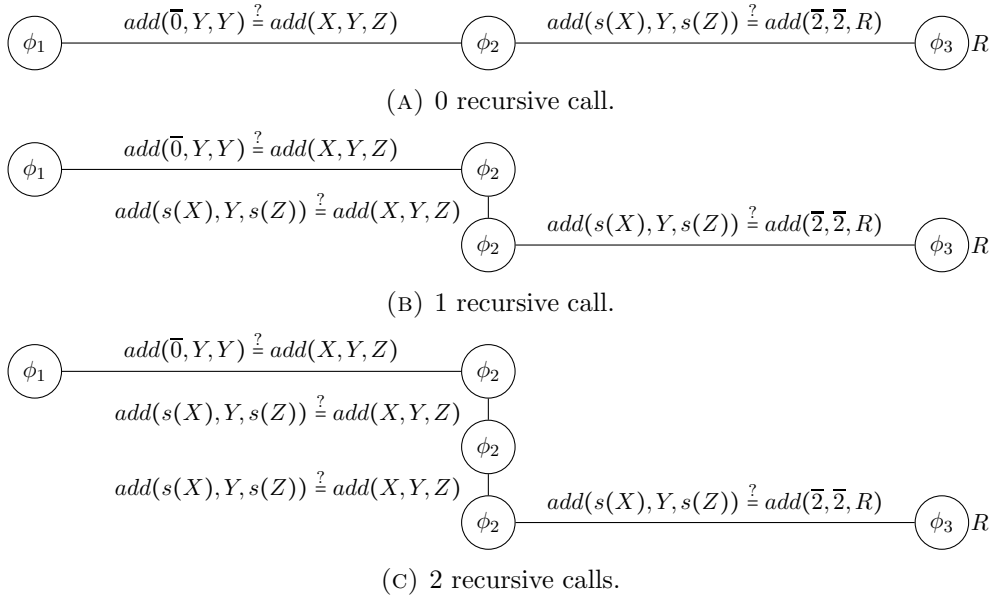 ϕ₁ add(0̅, Y, Y) ≟ add(X, Y, Z) ϕ₂ add(s(X), Y, s(Z)) ≟ add(2̅, 2̅, R) ϕ₃ R
(A) 0 recursive call.
ϕ₁ add(0̅, Y, Y) ≟ add(X, Y, Z) ϕ₂
add(s(X), Y, s(Z)) ≟ add(X, Y, Z)
ϕ₂ add(s(X), Y, s(Z)) ≟ add(2̅, 2̅, R) ϕ₃ R
(B) 1 recursive call.
ϕ₁ add(0̅, Y, Y) ≟ add(X, Y, Z) ϕ₂
add(s(X), Y, s(Z)) ≟ add(X, Y, Z)
ϕ₂
add(s(X), Y, s(Z)) ≟ add(X, Y, Z)
ϕ₂ add(s(X), Y, s(Z)) ≟ add(2̅, 2̅, R) ϕ₃ R
(C) 2 recursive calls.